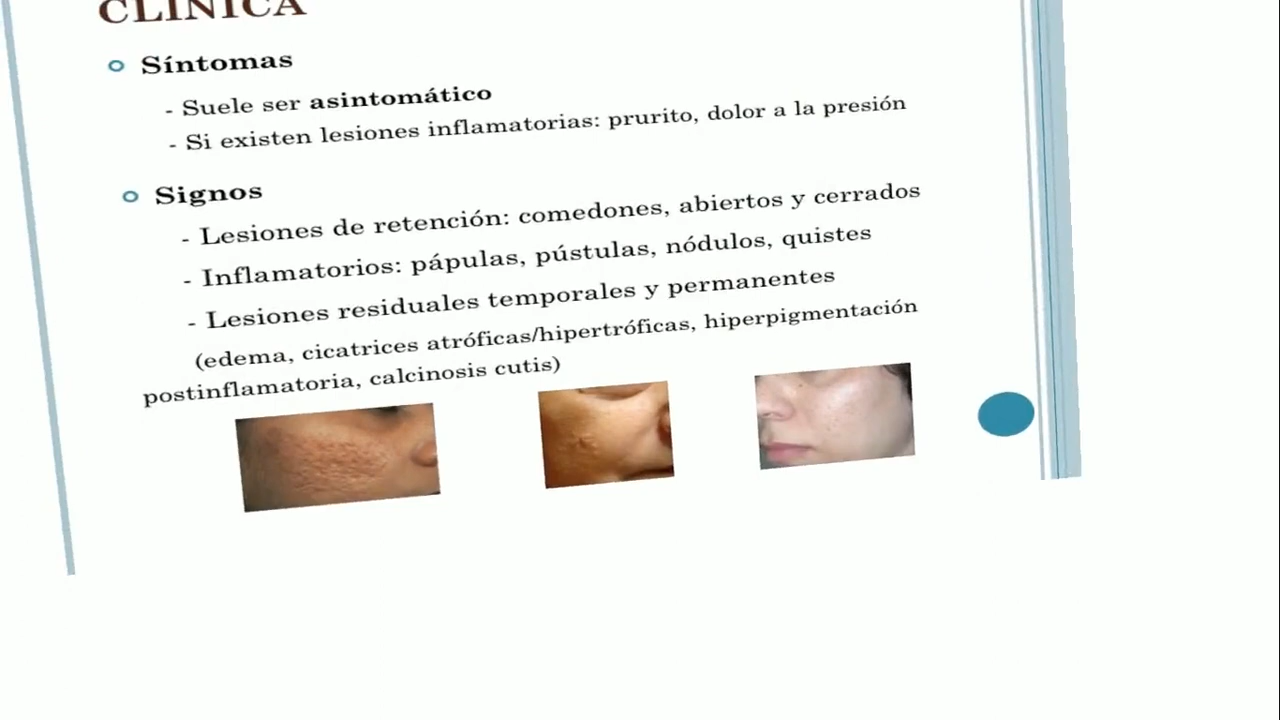 CLÍNICA
Síntomas
- Suele ser asintomático
- Si existen lesiones inflamatorias: prurito, dolor a la presión
Signos
- Lesiones de retención: comedones, abiertos y cerrados
- Inflamatorios: pápulas, pústulas, nódulos, quistes
- Lesiones residuales temporales y permanentes
(edema, cicatrices atróficas/hipertróficas, hiperpigmentación
postinflamatoria, calcinosis cutis)